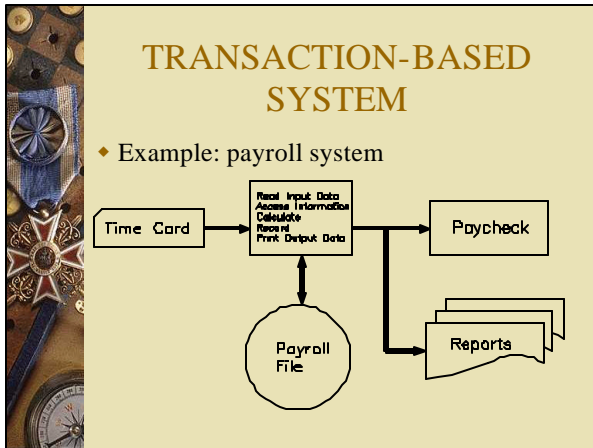 TRANSACTION-BASED
SYSTEM
Example: payroll system
Time Card
Read Input Data
Access Information
Calculate
Record
Print Output Data
Paycheck
Payroll
File
Reports